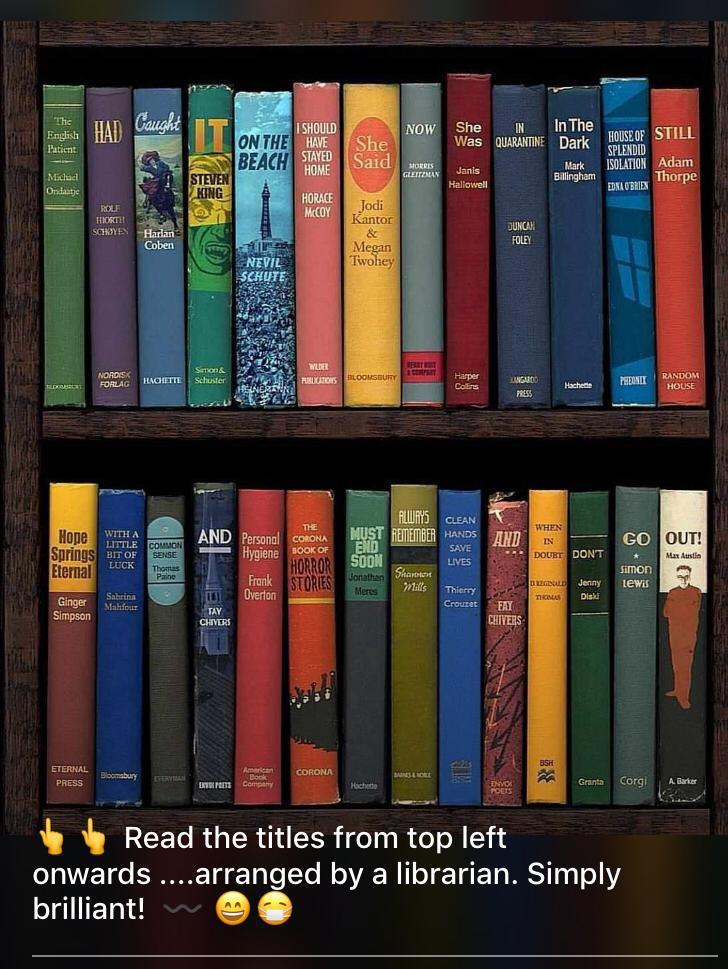 The
English
Patient
Michael
Ondaatje
BLOOMSBURY
HAD
ROLF
HIORTH
SCHØYEN
NORDISK
FORLAG
Caught
Harlan
Coben
HACHETTE
IT
STEVEN
KING
Simon &
Schuster
ON THE
BEACH
NEVIL
SCHUTE
HEINEMANN
I SHOULD
HAVE
STAYED
HOME
HORACE
McCOY
WILDER
PUBLICATIONS
She
Said
Jodi
Kantor
&
Megan
Twohey
BLOOMSBURY
NOW
MORRIS
GLEITZMAN
HENRY HOLT
& COMPANY
She
Was
Janis
Hallowell
Harper
Collins
IN
QUARANTINE
DUNCAN
FOLEY
KANGAROO
PRESS
In The
Dark
Mark
Billingham
Hachette
HOUSE OF
SPLENDID
ISOLATION
EDNA O'BRIEN
PHEONIX
STILL
Adam
Thorpe
RANDOM
HOUSE
Hope
Springs
Eternal
Ginger
Simpson
ETERNAL
PRESS
WITH A
LITTLE
BIT OF
LUCK
Sabrina
Mahfouz
Bloomsbury
COMMON
SENSE
Thomas
Paine
EVERYMAN
AND
FAY
CHIVERS
ENVOI POETS
Personal
Hygiene
Frank
Overton
American
Book
Company
THE
CORONA
BOOK OF
HORROR
STORIES
CORONA
MUST
END
SOON
Jonathan
Meres
Hachette
ALWAYS
REMEMBER
Shannon
Mills
BARNES & NOBLE
CLEAN
HANDS
SAVE
LIVES
Thierry
Crouzet
AND
...
FAY
CHIVERS
ENVOI
POETS
WHEN
IN
DOUBT
D.REGINALD
THOMAS
BSH
DON'T
Jenny
Diski
Granta
GO
simon
Lewis
Corgi
OUT!
Max Austin
A. Barker
👆👆 Read the titles from top left
onwards ....arranged by a librarian. Simply
brilliant! 〰️ 😄😷